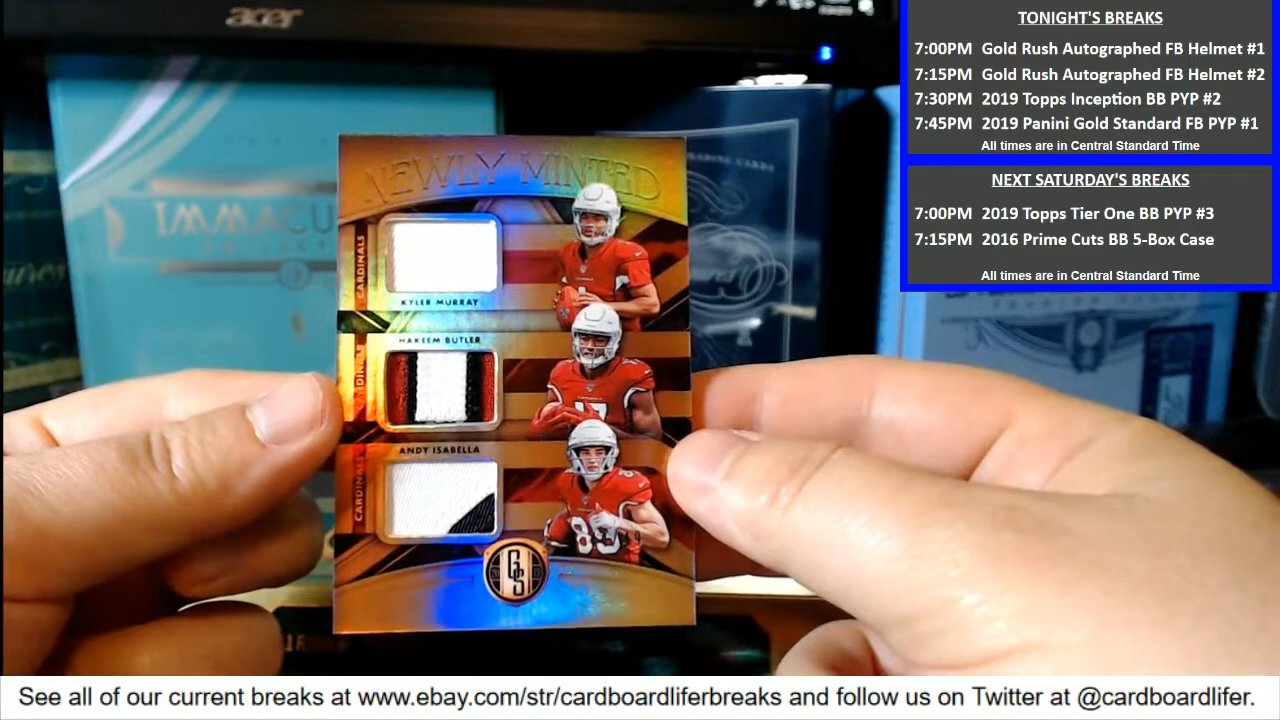 acer
TONIGHT'S BREAKS
7:00PM Gold Rush Autographed FB Helmet #1
7:15PM Gold Rush Autographed FB Helmet #2
7:30PM 2019 Topps Inception BB PYP #2
7:45PM 2019 Panini Gold Standard FB PYP #1
All times are in Central Standard Time
NEXT SATURDAY'S BREAKS
7:00PM 2019 Topps Tier One BB PYP #3
7:15PM 2016 Prime Cuts BB 5-Box Case
All times are in Central Standard Time
IMMACU
TRADING CARDS
NEWLY MINTED
CARDINALS
KYLER MURRAY
HAKEEM BUTLER
CARDINALS
ANDY ISABELLA
CARDINALS
17
89
GS
See all of our current breaks at www.ebay.com/str/cardboardliferbreaks and follow us on Twitter at @cardboardlifer.